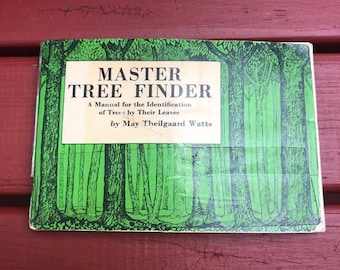 MASTER
TREE FINDER
A Manual for the Identification
of Trees by Their Leaves
by May Theilgaard Watts